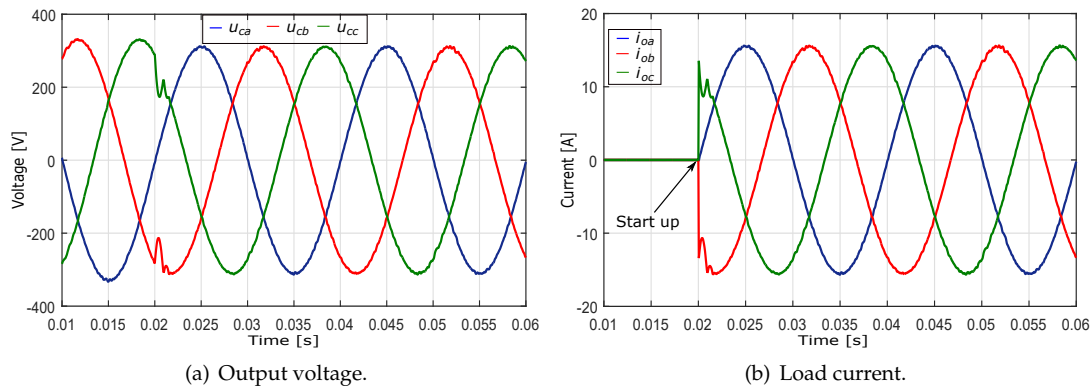 400
200
0
-200
-400
Voltage [V]
u_ca u_cb u_cc
0.01 0.015 0.02 0.025 0.03 0.035 0.04 0.045 0.05 0.055 0.06
Time [s]
(a) Output voltage.
20
10
0
-10
-20
Current [A]
i_oa
i_ob
i_oc
Start up
0.01 0.015 0.02 0.025 0.03 0.035 0.04 0.045 0.05 0.055 0.06
Time [s]
(b) Load current.